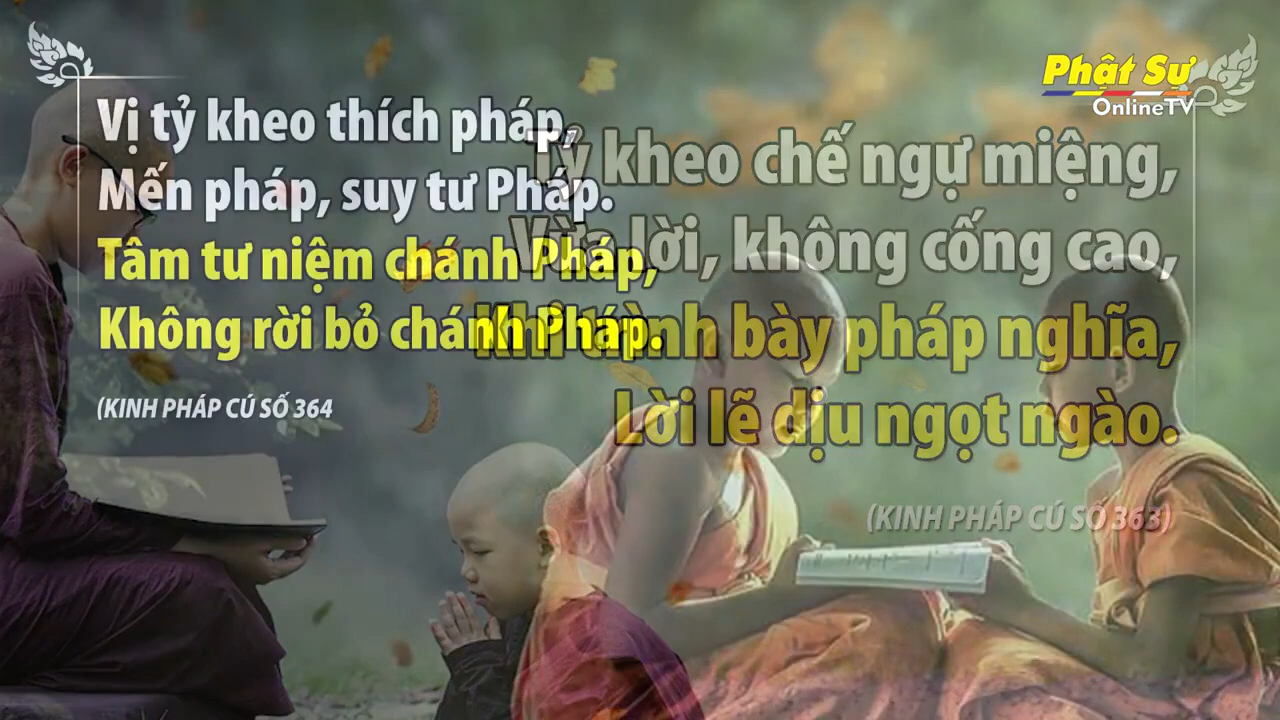 Phật Sự
OnlineTV
Vị tỷ kheo thích pháp,
Mến pháp, suy tư Pháp.
Tâm tư niệm chánh Pháp,
Không rời bỏ chánh Pháp.
(KINH PHÁP CÚ SỐ 364
Tỷ kheo chế ngự miệng,
Vừa lời, không cống cao,
Khi trình bày pháp nghĩa,
Lời lẽ dịu ngọt ngào.
(KINH PHÁP CÚ SỐ 363)